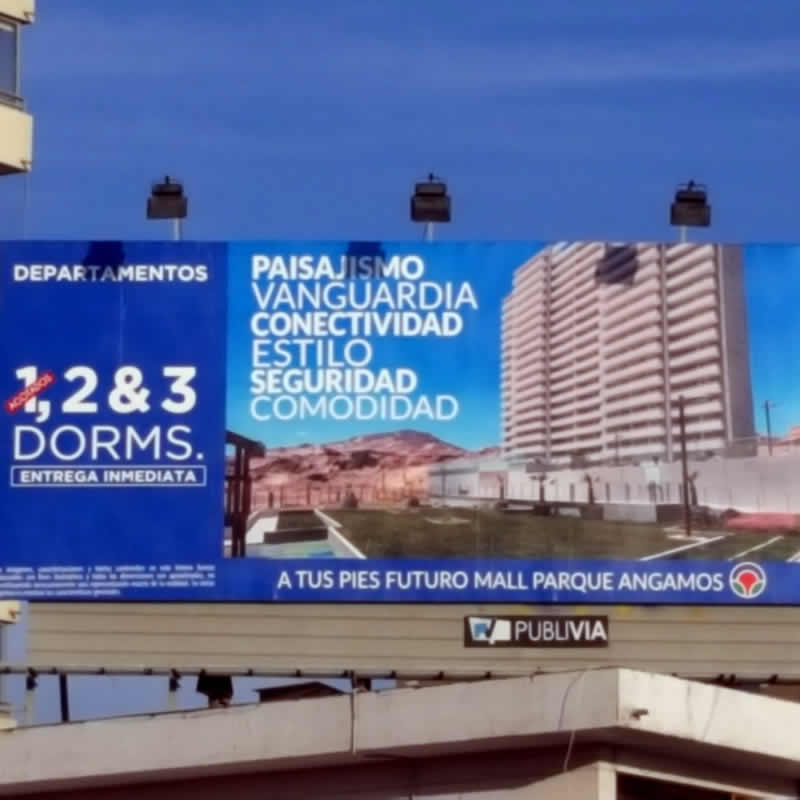 DEPARTAMENTOS
1, 2 & 3
AGOTADOS
DORMS.
ENTREGA INMEDIATA
PAISAJISMO
VANGUARDIA
CONECTIVIDAD
ESTILO
SEGURIDAD
COMODIDAD
A TUS PIES FUTURO MALL PARQUE ANGAMOS
PUBLIVIA